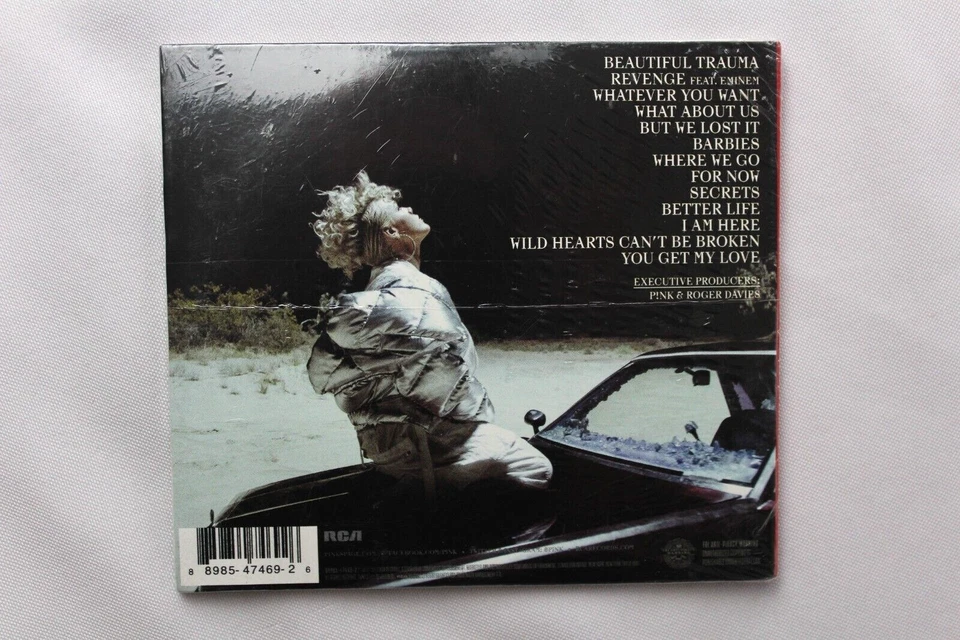 BEAUTIFUL TRAUMA
REVENGE FEAT. EMINEM
WHATEVER YOU WANT
WHAT ABOUT US
BUT WE LOST IT
BARBIES
WHERE WE GO
FOR NOW
SECRETS
BETTER LIFE
I AM HERE
WILD HEARTS CAN'T BE BROKEN
YOU GET MY LOVE
EXECUTIVE PRODUCERS:
P!NK & ROGER DAVIES
RCA
8 8985-47469-2 6